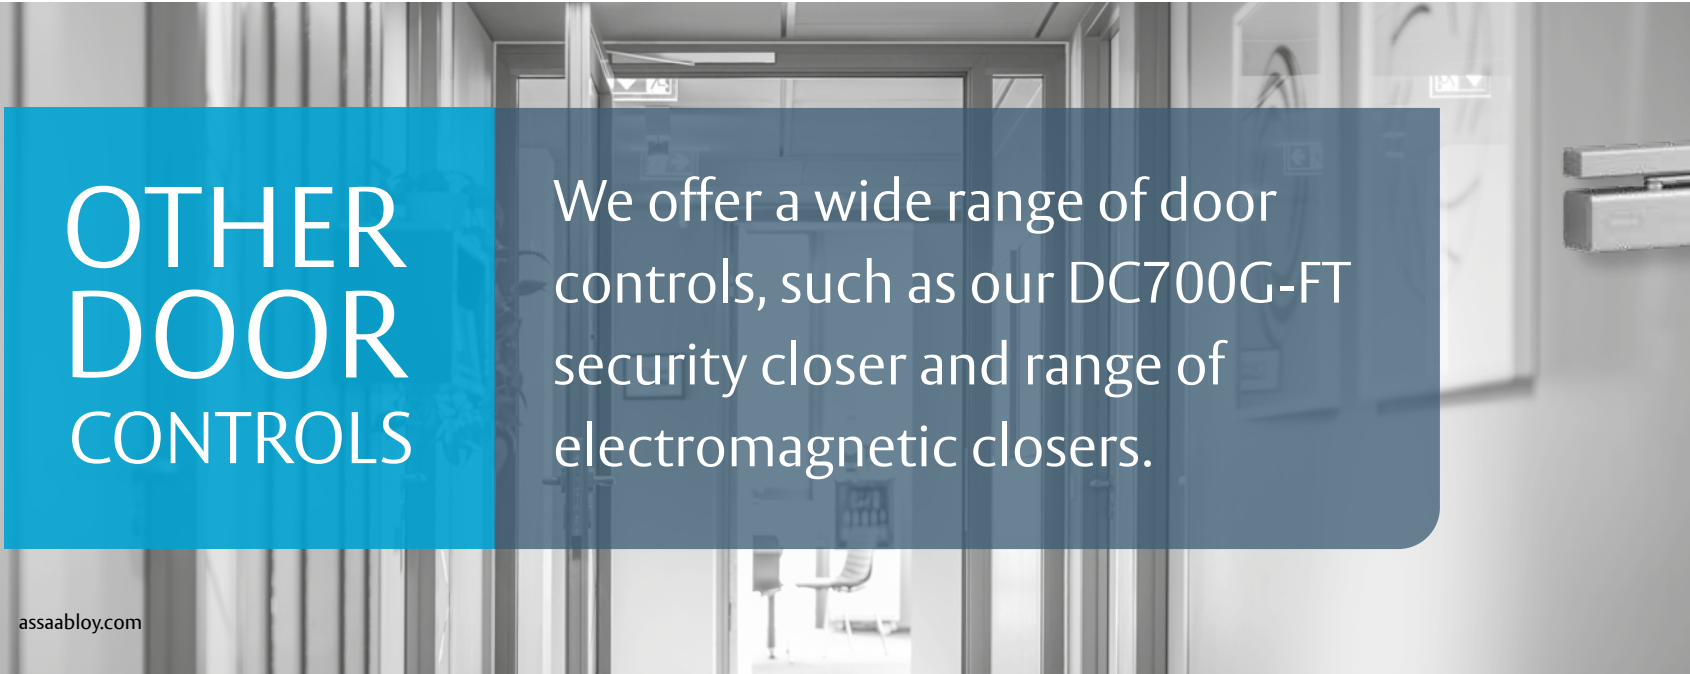 OTHER
DOOR
CONTROLS
We offer a wide range of door
controls, such as our DC700G-FT
security closer and range of
electromagnetic closers.
assaabloy.com